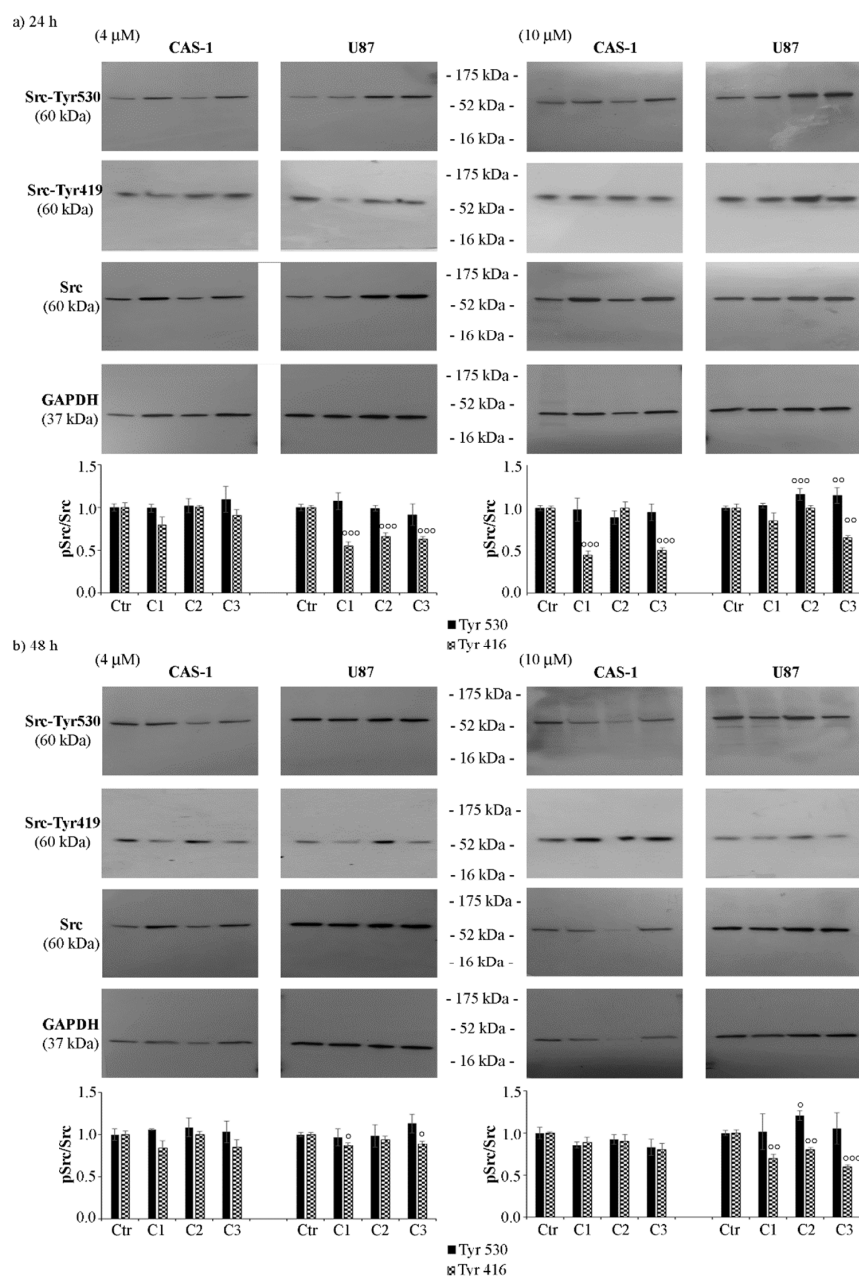 a) 24 h
(4 μM) (10 μM)
CAS-1 U87 CAS-1 U87
Src-Tyr530
(60 kDa)
- 175 kDa -
- 52 kDa -
- 16 kDa -
Src-Tyr419
(60 kDa)
- 175 kDa -
- 52 kDa -
- 16 kDa -
Src
(60 kDa)
- 175 kDa -
- 52 kDa -
- 16 kDa -
GAPDH
(37 kDa)
- 175 kDa -
- 52 kDa -
- 16 kDa -
pSrc/Src
1.5
1.0
0.5
0.0
°°° °°° °°°
Ctr C1 C2 C3 Ctr C1 C2 C3
pSrc/Src
1.5
1.0
0.5
0.0
°°° °°° °°° °° °°
Ctr C1 C2 C3 Ctr C1 C2 C3
Tyr 530
Tyr 416
b) 48 h
(4 μM) (10 μM)
CAS-1 U87 CAS-1 U87
Src-Tyr530
(60 kDa)
- 175 kDa -
- 52 kDa -
- 16 kDa -
Src-Tyr419
(60 kDa)
- 175 kDa -
- 52 kDa -
- 16 kDa -
Src
(60 kDa)
- 175 kDa -
- 52 kDa -
- 16 kDa -
GAPDH
(37 kDa)
- 175 kDa -
- 52 kDa -
- 16 kDa -
pSrc/Src
1.5
1.0
0.5
0.0
° °
Ctr C1 C2 C3 Ctr C1 C2 C3
pSrc/Src
1.5
1.0
0.5
0.0
°° ° °° °°°
Ctr C1 C2 C3 Ctr C1 C2 C3
Tyr 530
Tyr 416